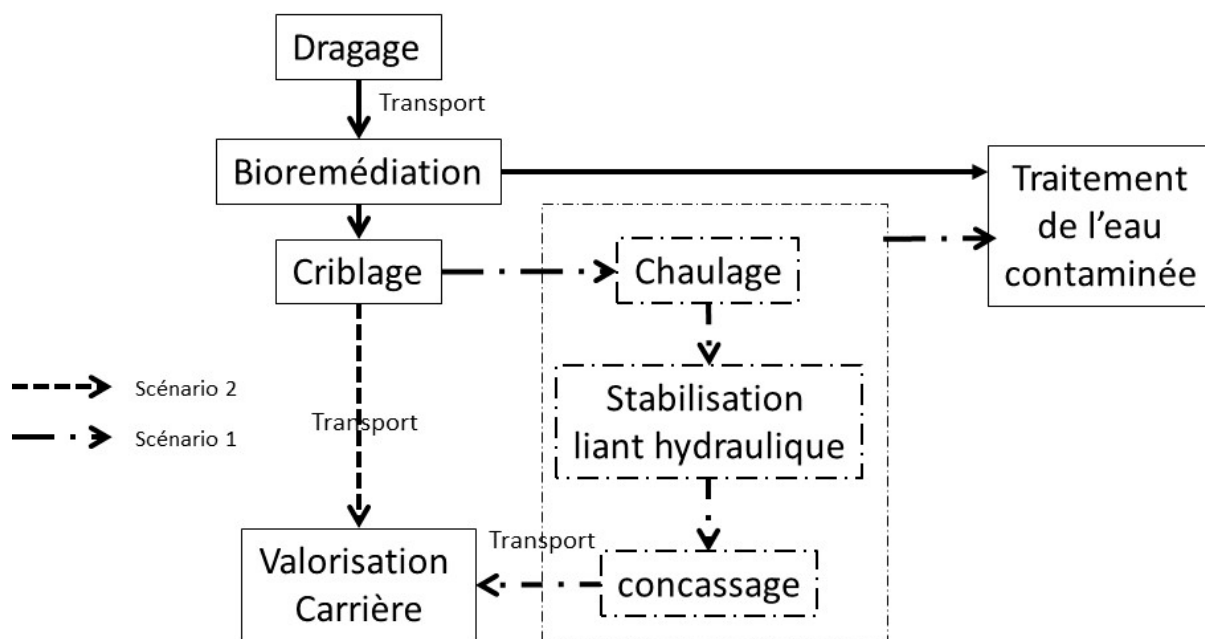 Dragage
Transport
Bioremédiation
Traitement
de l'eau
contaminée
Criblage
Chaulage
Scénario 2
Stabilisation
liant hydraulique
Transport
Scénario 1
Transport
Valorisation
Carrière
concassage